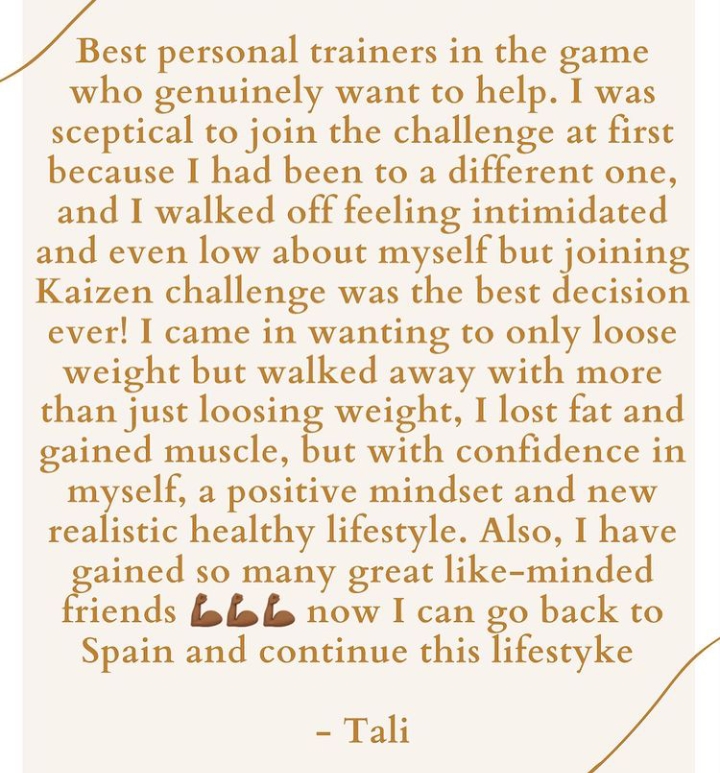 Best personal trainers in the game
who genuinely want to help. I was
sceptical to join the challenge at first
because I had been to a different one,
and I walked off feeling intimidated
and even low about myself but joining
Kaizen challenge was the best decision
ever! I came in wanting to only loose
weight but walked away with more
than just loosing weight, I lost fat and
gained muscle, but with confidence in
myself, a positive mindset and new
realistic healthy lifestyle. Also, I have
gained so many great like-minded
friends 💪🏾💪🏾💪🏾 now I can go back to
Spain and continue this lifestyke
- Tali